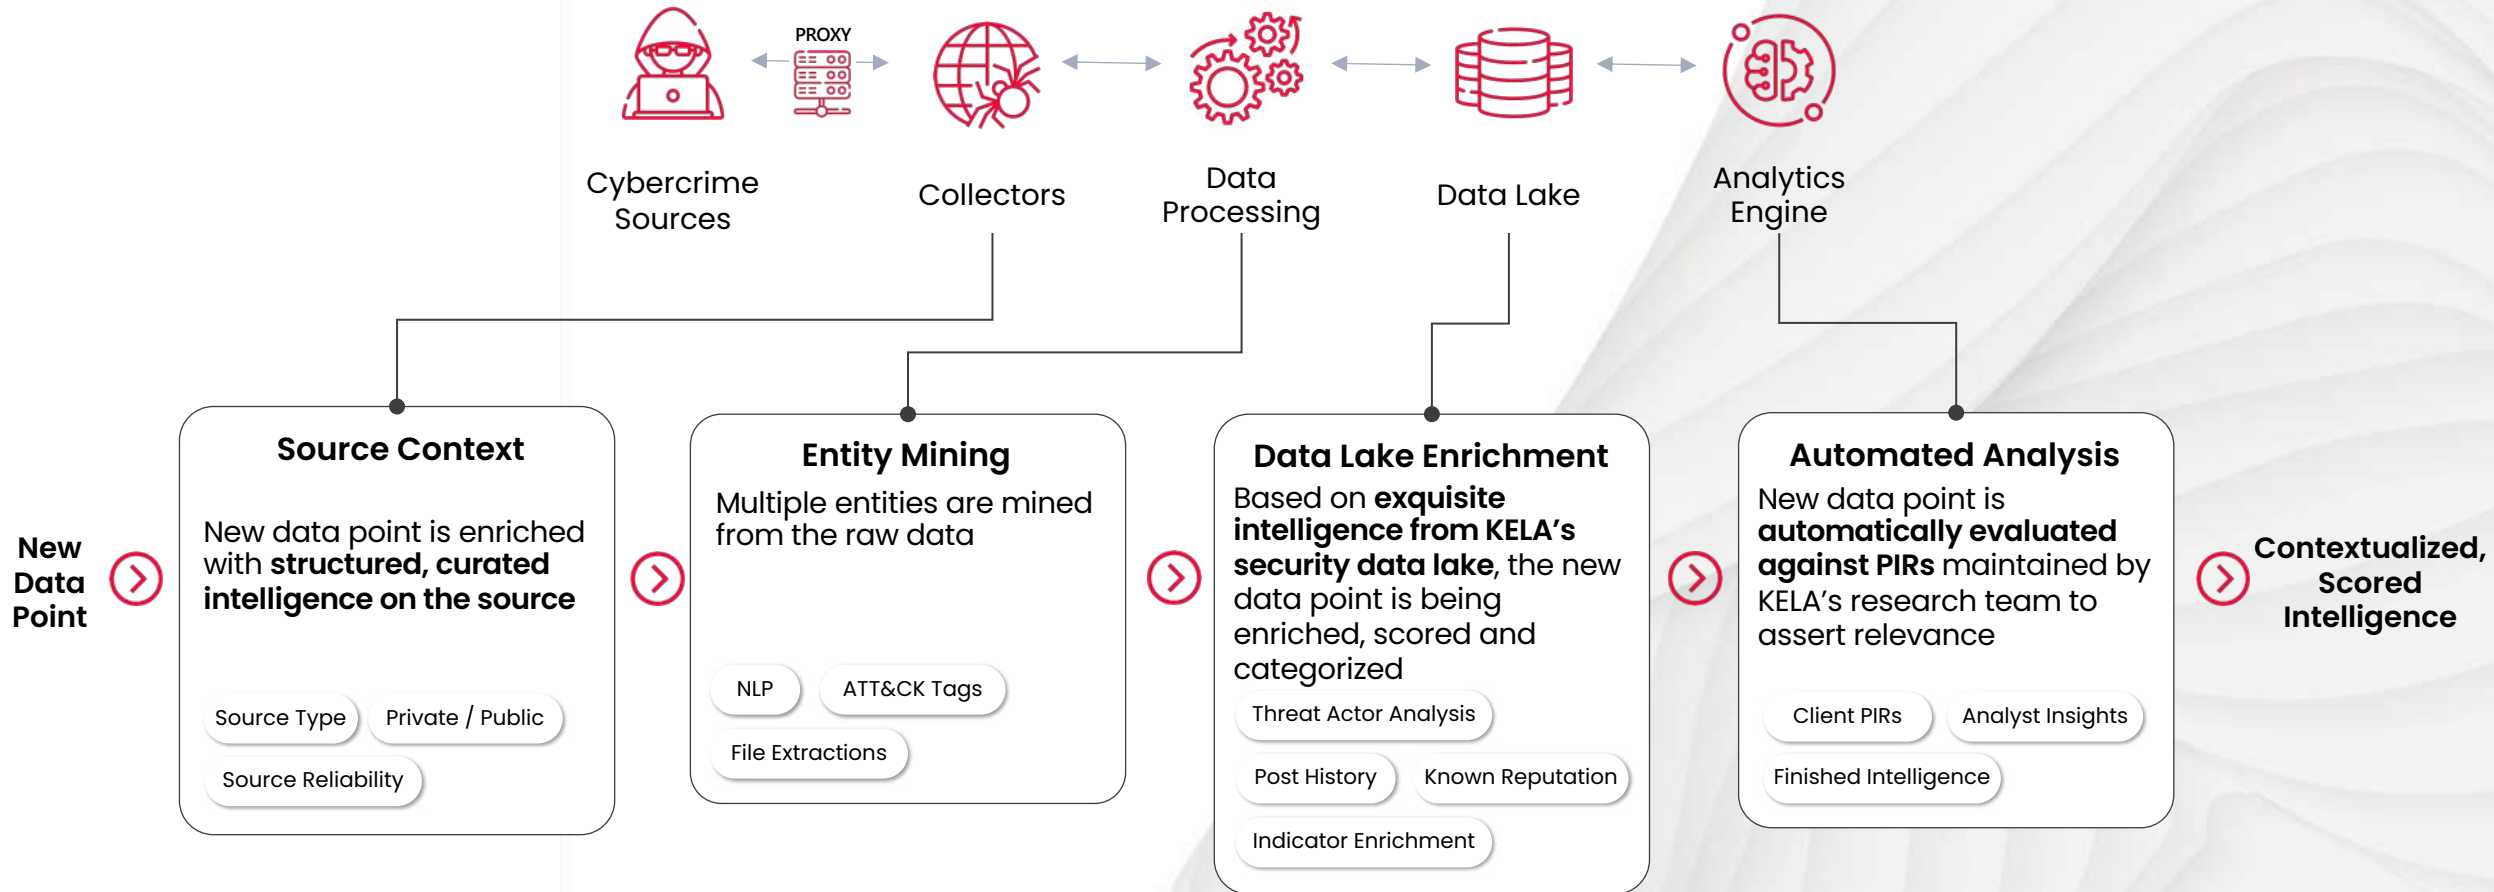 PROXY
Cybercrime
Sources
Collectors
Data
Processing
Data Lake
Analytics
Engine
New
Data
Point
Source Context
New data point is enriched
with structured, curated
intelligence on the source
Source Type
Private / Public
Source Reliability
Entity Mining
Multiple entities are mined
from the raw data
NLP
ATT&CK Tags
File Extractions
Data Lake Enrichment
Based on exquisite
intelligence from KELA’s
security data lake, the new
data point is being
enriched, scored and
categorized
Threat Actor Analysis
Post History
Known Reputation
Indicator Enrichment
Automated Analysis
New data point is
automatically evaluated
against PIRs maintained by
KELA’s research team to
assert relevance
Client PIRs
Analyst Insights
Finished Intelligence
Contextualized,
Scored
Intelligence